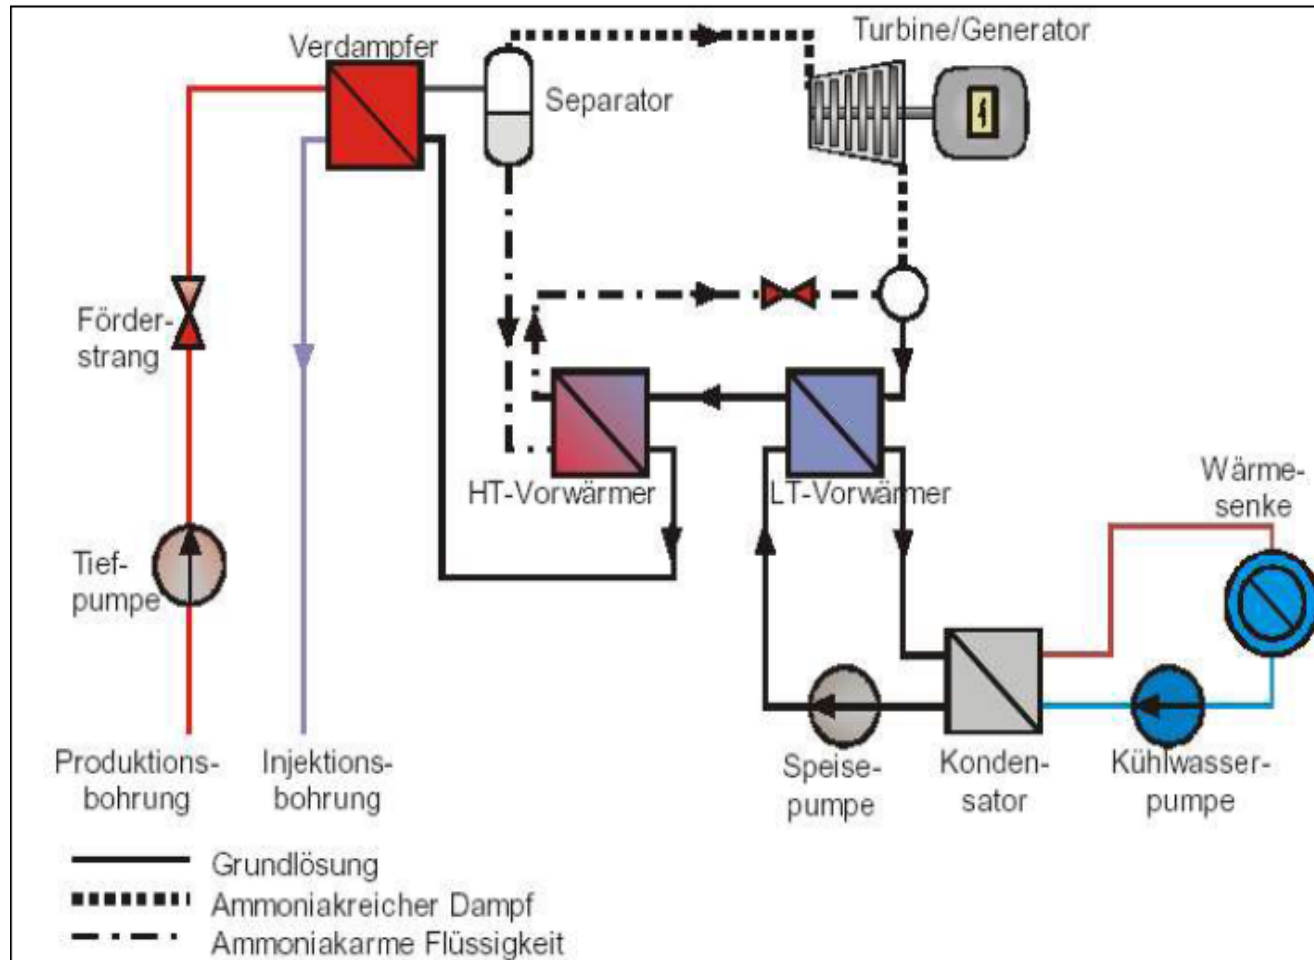 Verdampfer
Turbine/Generator
Separator
Förder-
strang
HT-Vorwärmer
LT-Vorwärmer
Wärme-
senke
Tief-
pumpe
Produktions-
bohrung
Injektions-
bohrung
Speise-
pumpe
Konden-
sator
Kühlwasser-
pumpe
Grundlösung
Ammoniakreicher Dampf
Ammoniakarme Flüssigkeit